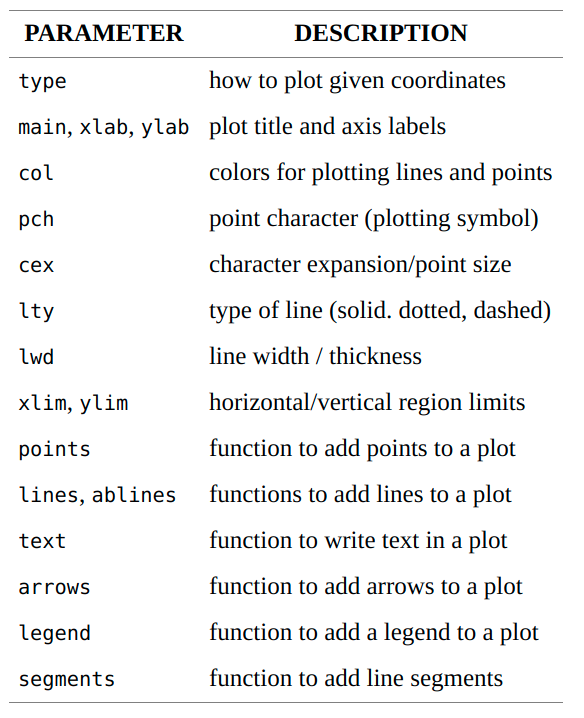 PARAMETER DESCRIPTION
type how to plot given coordinates
main, xlab, ylab plot title and axis labels
col colors for plotting lines and points
pch point character (plotting symbol)
cex character expansion/point size
lty type of line (solid. dotted, dashed)
lwd line width / thickness
xlim, ylim horizontal/vertical region limits
points function to add points to a plot
lines, ablines functions to add lines to a plot
text function to write text in a plot
arrows function to add arrows to a plot
legend function to add a legend to a plot
segments function to add line segments